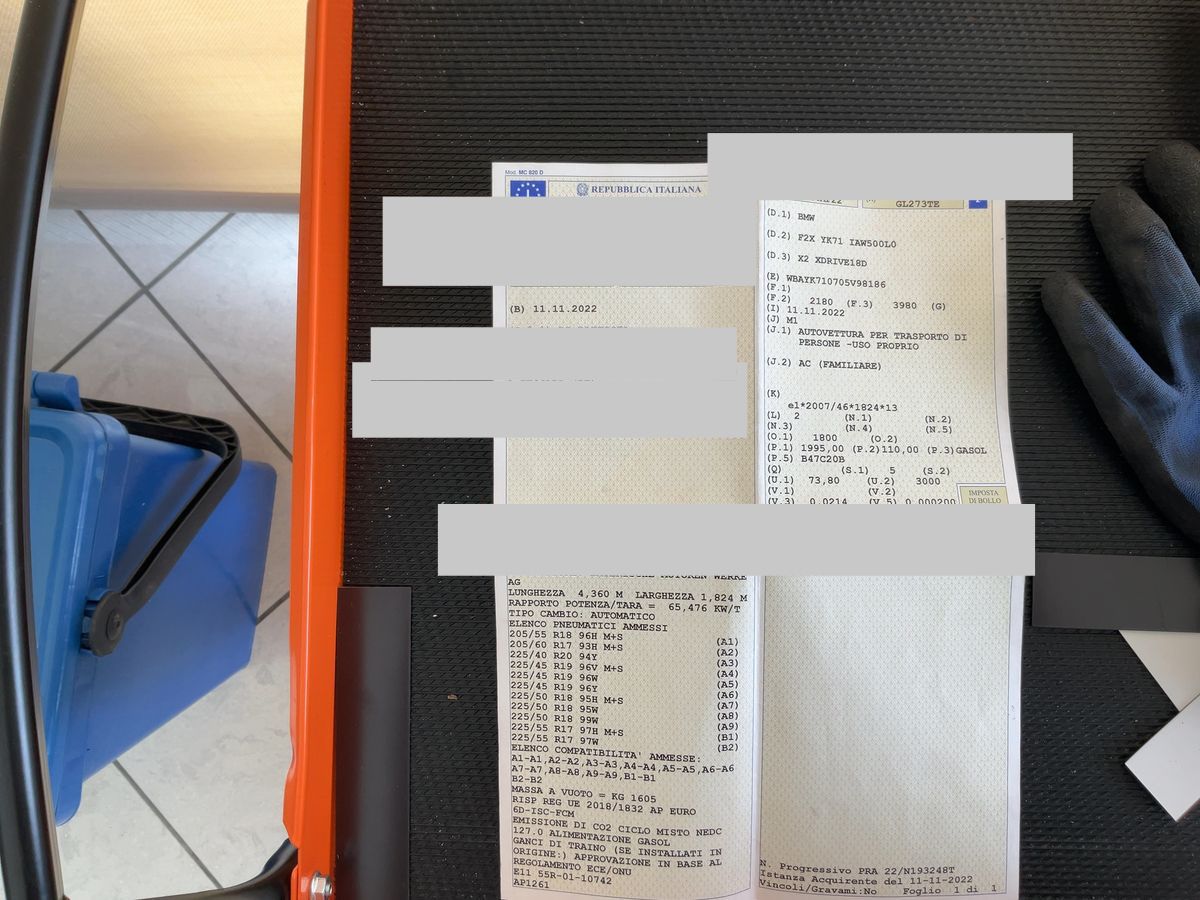 Mod. MC 820 D
REPUBBLICA ITALIANA
(B) 11.11.2022
GL273TE
(D.1) BMW
(D.2) F2X YK71 IAW500L0
(D.3) X2 XDRIVE18D
(E) WBAYK710705V98186
(F.1)
(F.2) 2180 (F.3) 3980 (G)
(I) 11.11.2022
(J) M1
(J.1) AUTOVETTURA PER TRASPORTO DI
PERSONE -USO PROPRIO
(J.2) AC (FAMILIARE)
(K)
e1*2007/46*1824*13
(L) 2 (N.1) (N.2)
(N.3) (N.4) (N.5)
(O.1) 1800 (O.2)
(P.1) 1995,00 (P.2)110,00 (P.3)GASOL
(P.5) B47C20B
(Q) (S.1) 5 (S.2)
(U.1) 73,80 (U.2) 3000
(V.1) (V.2)
(V.3) 0,0214 (V.5) 0,000200
IMPOSTA
DI BOLLO
MOTOREN WERKE
AG
LUNGHEZZA 4,360 M LARGHEZZA 1,824 M
RAPPORTO POTENZA/TARA = 65,476 KW/T
TIPO CAMBIO: AUTOMATICO
ELENCO PNEUMATICI AMMESSI
205/55 R18 96H M+S (A1)
205/60 R17 93H M+S (A2)
225/40 R20 94Y (A3)
225/45 R19 96V M+S (A4)
225/45 R19 96W (A5)
225/45 R19 96Y (A6)
225/50 R18 95H M+S (A7)
225/50 R18 95W (A8)
225/50 R18 99W (A9)
225/55 R17 97H M+S (B1)
225/55 R17 97W (B2)
ELENCO COMPATIBILITA' AMMESSE:
A1-A1,A2-A2,A3-A3,A4-A4,A5-A5,A6-A6
A7-A7,A8-A8,A9-A9,B1-B1
B2-B2
MASSA A VUOTO = KG 1605
RISP REG UE 2018/1832 AP EURO
6D-ISC-FCM
EMISSIONE DI CO2 CICLO MISTO NEDC
127.0 ALIMENTAZIONE GASOL
GANCI DI TRAINO (SE INSTALLATI IN
ORIGINE:) APPROVAZIONE IN BASE AL
REGOLAMENTO ECE/ONU
E11 55R-01-10742
AP1261
N. Progressivo PRA 22/N193248T
Istanza Acquirente del 11-11-2022
Vincoli/Gravami:No Foglio 1 di 1